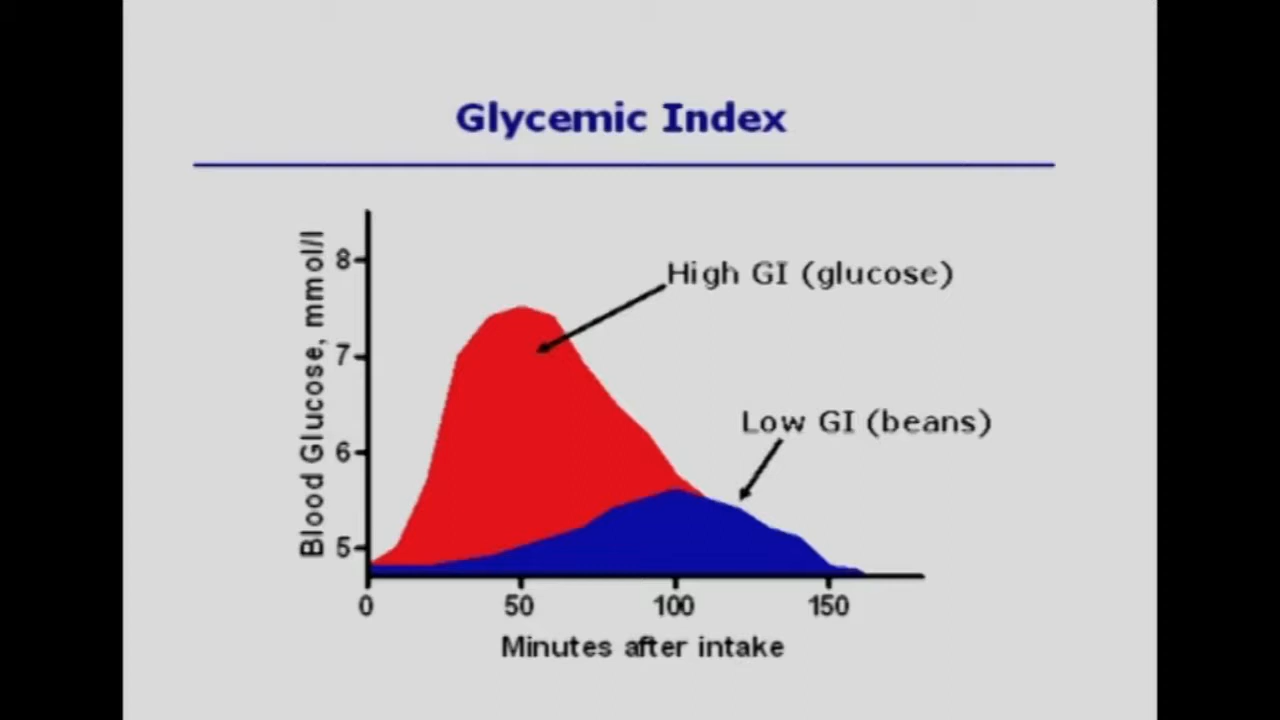 Glycemic Index
Blood Glucose, mmol/l
8
7
6
5
High GI (glucose)
Low GI (beans)
0 50 100 150
Minutes after intake